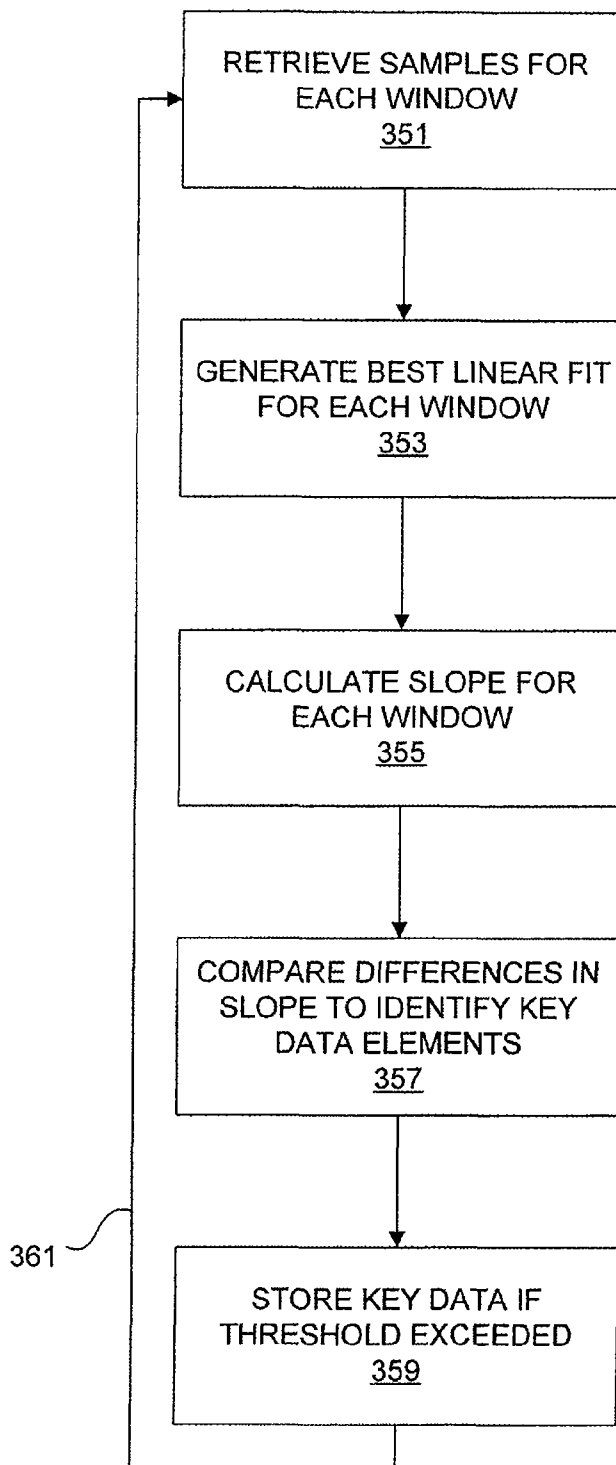 RETRIEVE SAMPLES FOR
EACH WINDOW
351
GENERATE BEST LINEAR FIT
FOR EACH WINDOW
353
CALCULATE SLOPE FOR
EACH WINDOW
355
COMPARE DIFFERENCES IN
SLOPE TO IDENTIFY KEY
DATA ELEMENTS
357
361
STORE KEY DATA IF
THRESHOLD EXCEEDED
359